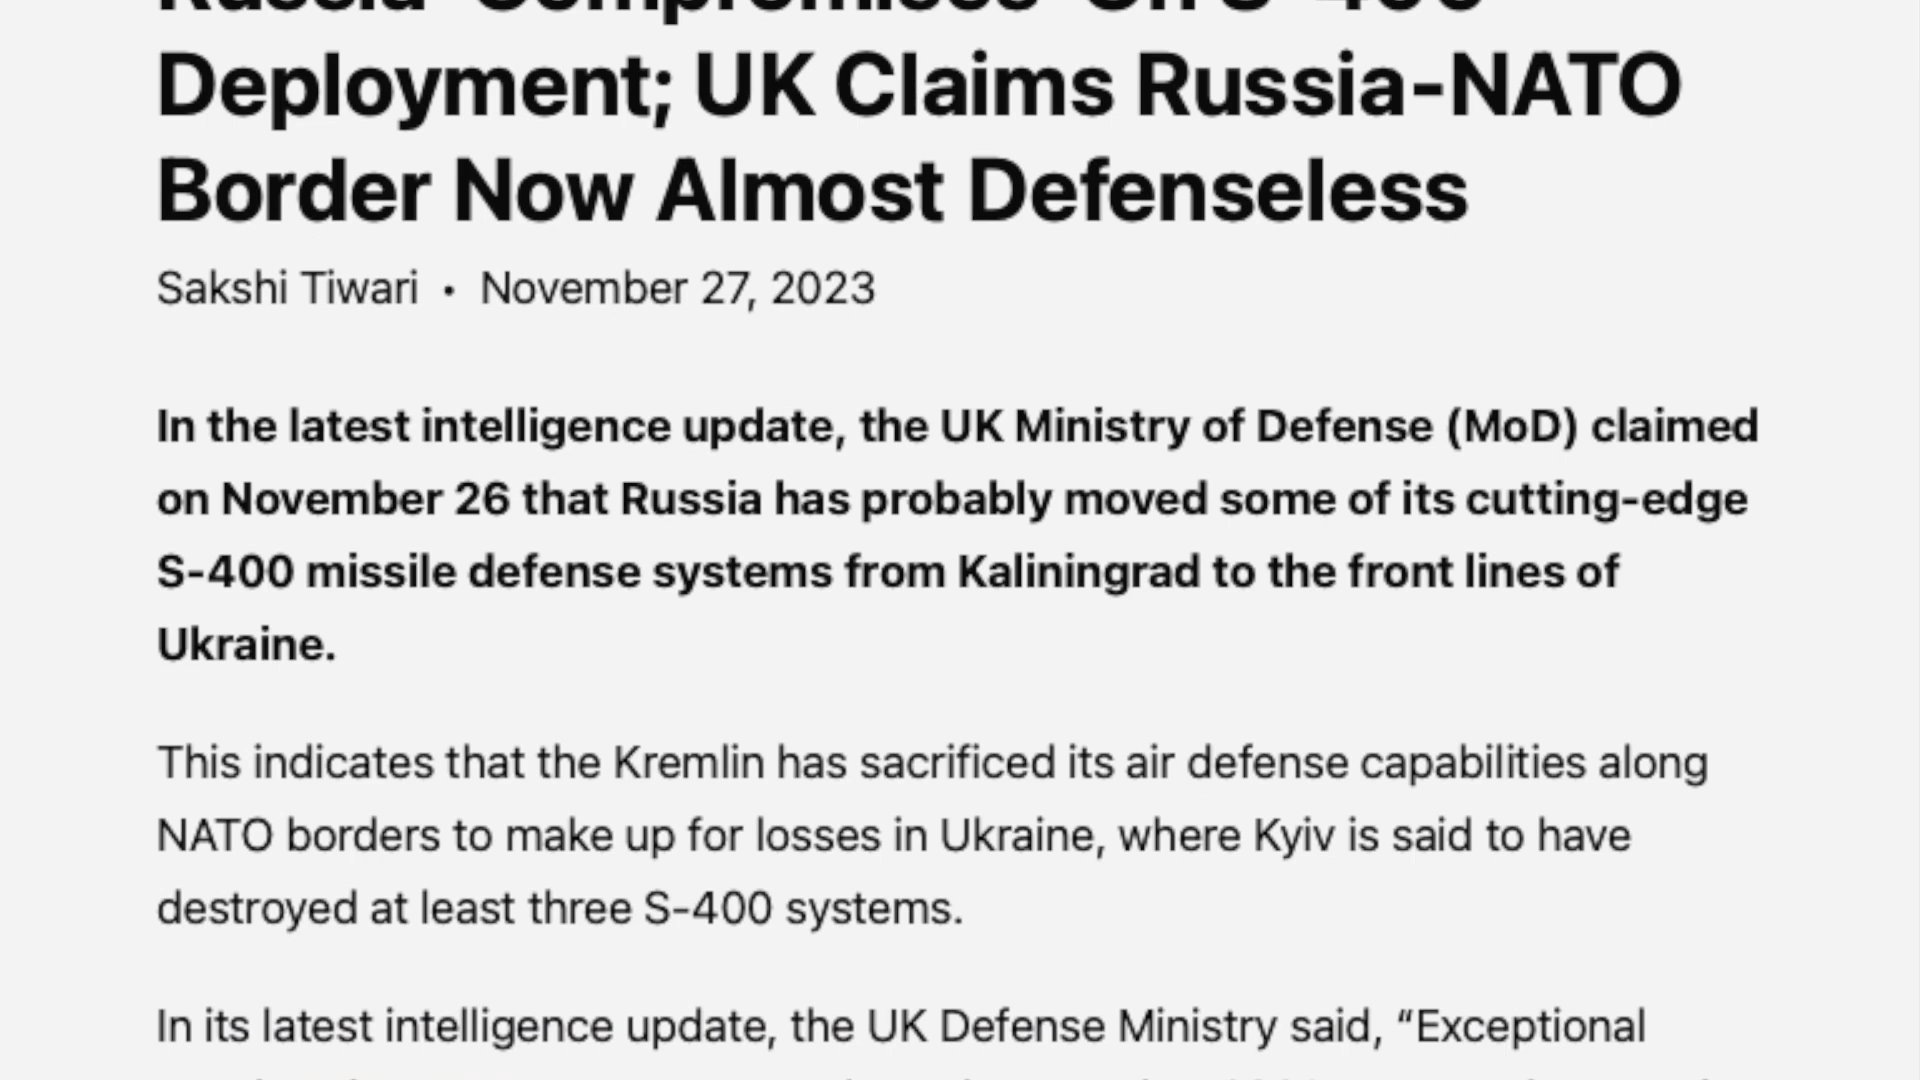 Russia "Compromises" On S-400
Deployment; UK Claims Russia-NATO
Border Now Almost Defenseless
Sakshi Tiwari • November 27, 2023
In the latest intelligence update, the UK Ministry of Defense (MoD) claimed
on November 26 that Russia has probably moved some of its cutting-edge
S-400 missile defense systems from Kaliningrad to the front lines of
Ukraine.
This indicates that the Kremlin has sacrificed its air defense capabilities along
NATO borders to make up for losses in Ukraine, where Kyiv is said to have
destroyed at least three S-400 systems.
In its latest intelligence update, the UK Defense Ministry said, “Exceptional